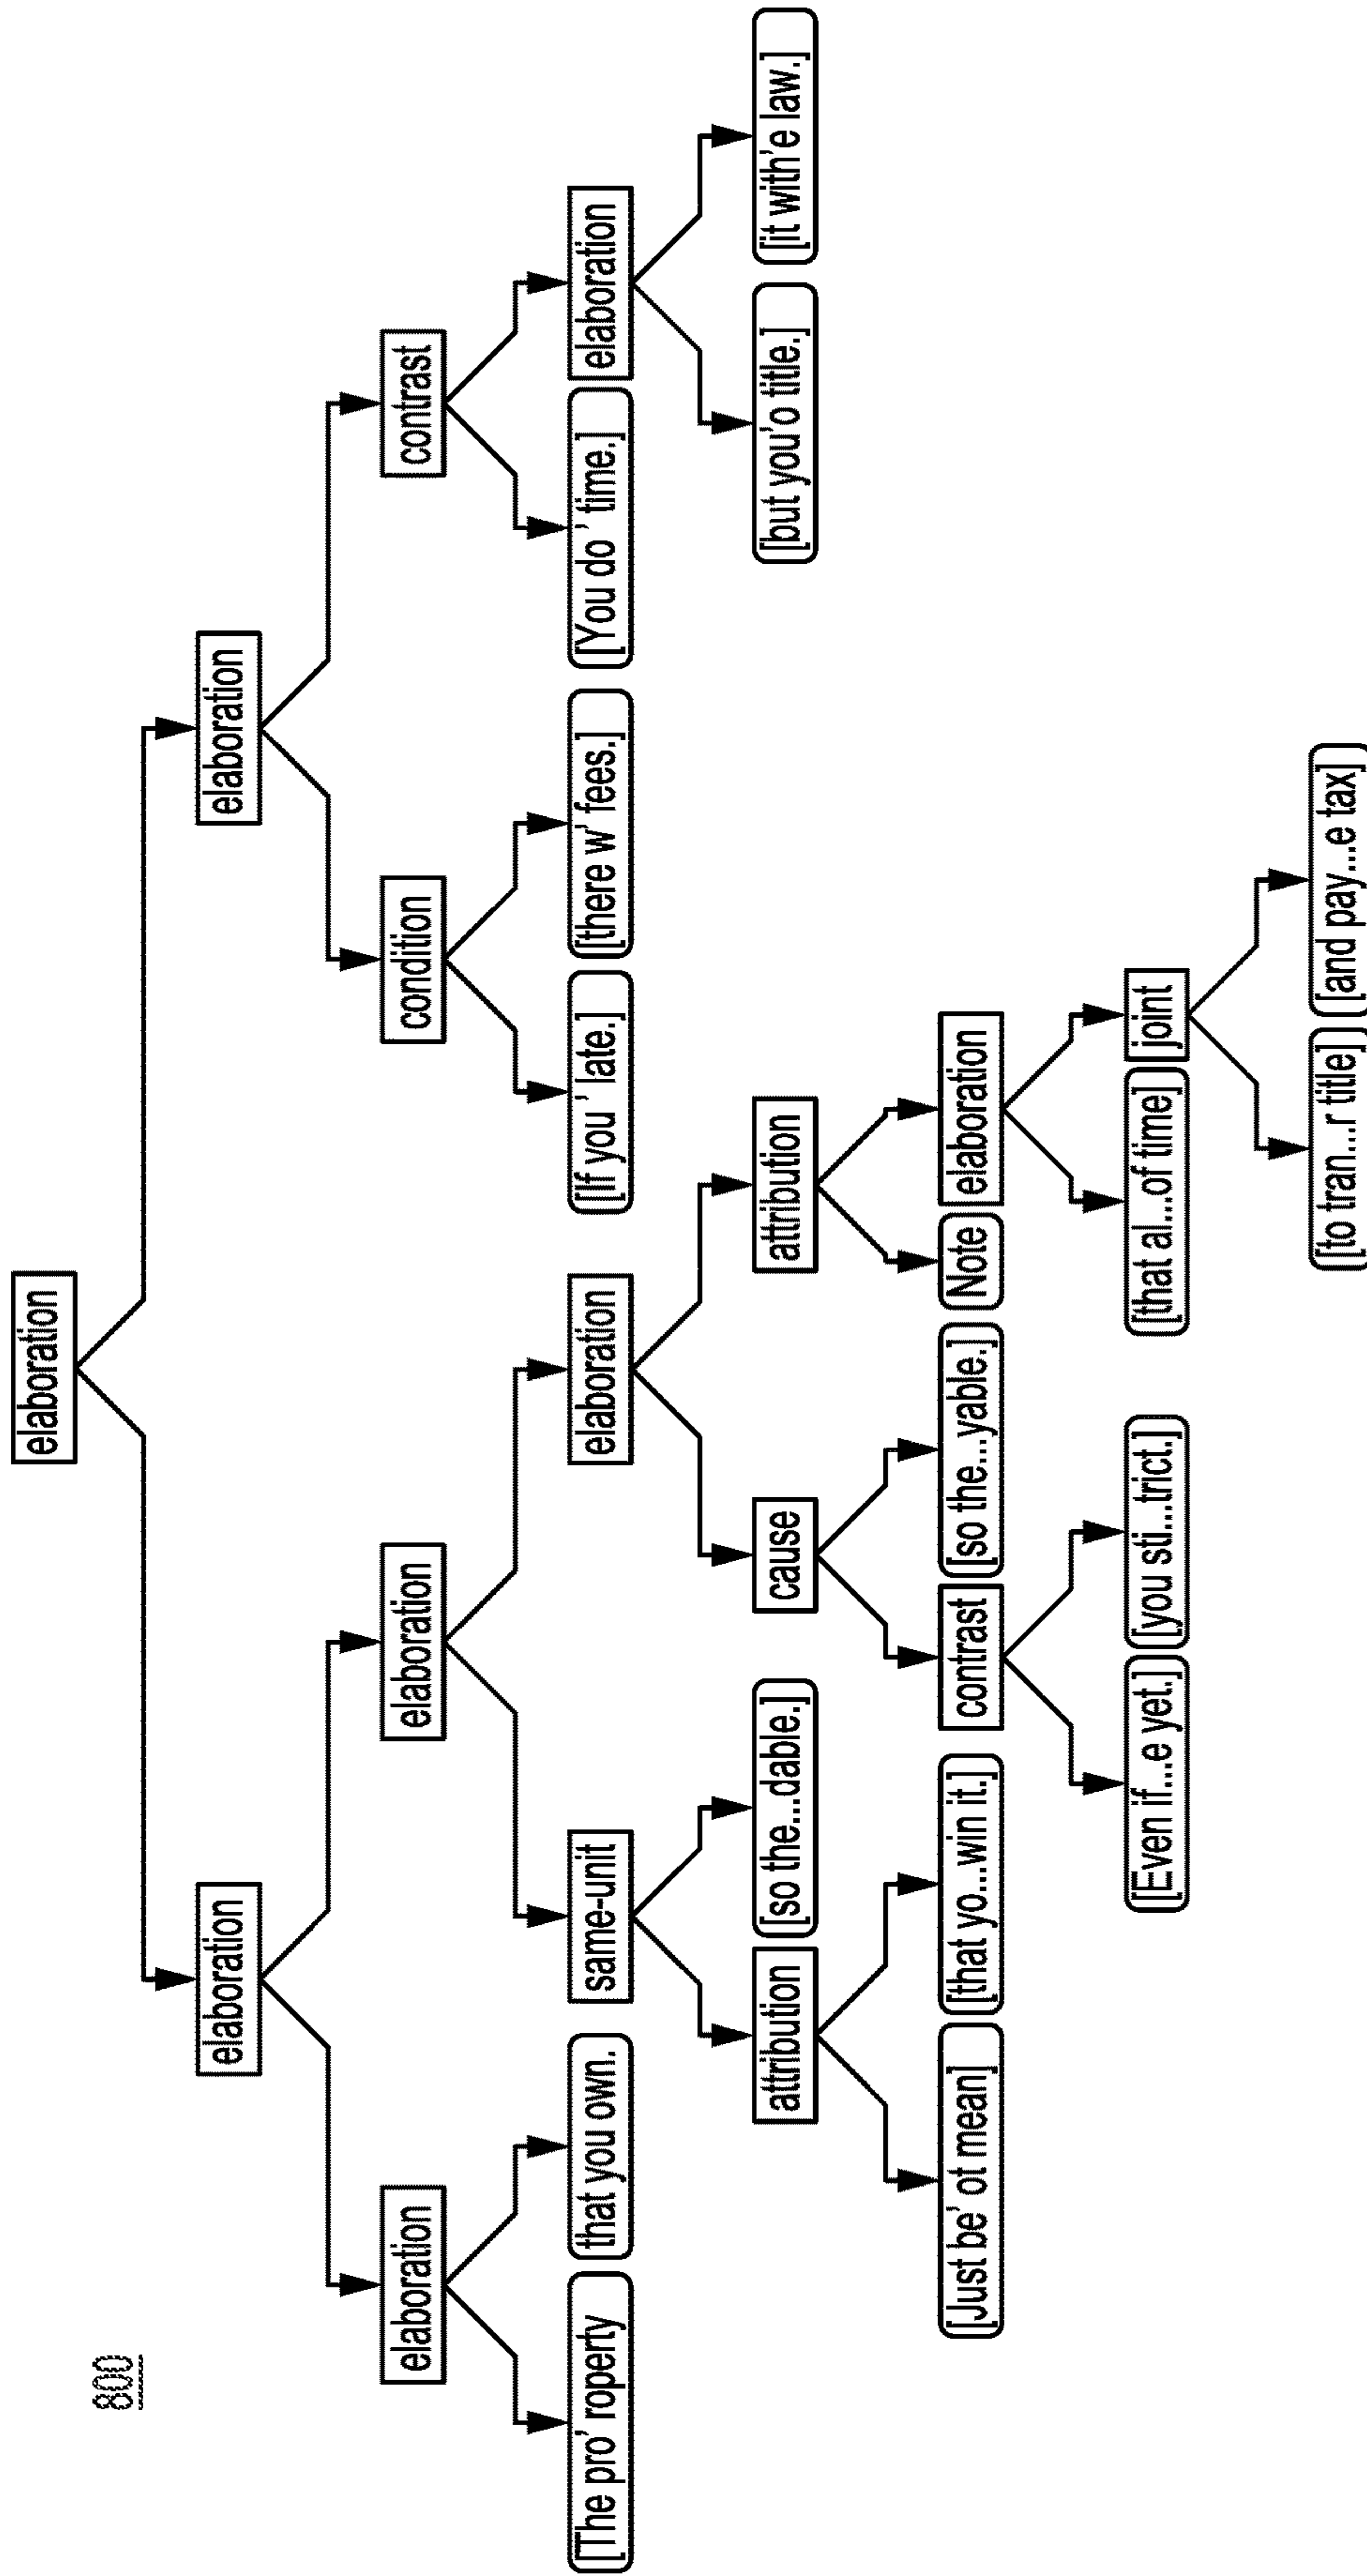 800
elaboration
elaboration
elaboration
elaboration
elaboration
condition
contrast
[The pro' roperty
that you own.
same-unit
elaboration
[If you ' late.]
[there w' fees.]
[You do ' time.]
elaboration
attribution
[so the...dable.]
cause
attribution
[but you'o title.]
[it with'e law.]
[Just be' ot mean]
[that yo...win it.]
contrast
[so the...yable.]
Note
elaboration
[Even if...e yet.]
[you sti...trict.]
[that al...of time]
joint
[to tran...r title]
[and pay...e tax]